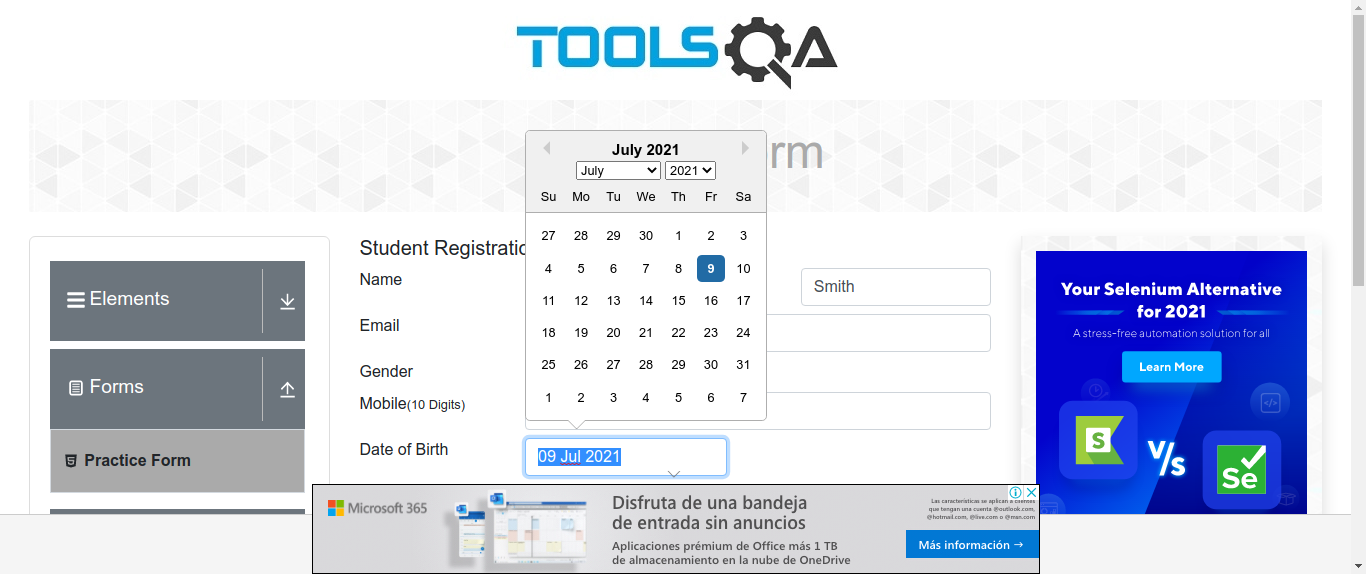 TOOLSQA
rm
July 2021
July 2021
Su Mo Tu We Th Fr Sa
27 28 29 30 1 2 3
4 5 6 7 8 9 10
11 12 13 14 15 16 17
18 19 20 21 22 23 24
25 26 27 28 29 30 31
1 2 3 4 5 6 7
Elements
Forms
Practice Form
Student Registratio
Name
Smith
Email
Gender
Mobile(10 Digits)
Date of Birth
09 Jul 2021
Your Selenium Alternative
for 2021
A stress-free automation solution for all
Learn More
S
V/s
Se
Microsoft 365
Disfruta de una bandeja
de entrada sin anuncios
Aplicaciones prémium de Office más 1 TB
de almacenamiento en la nube de OneDrive
Las características se aplican a cuentas
que tengan una cuenta @outlook.com,
@hotmail.com, @live.com o @msn.com
Más información →